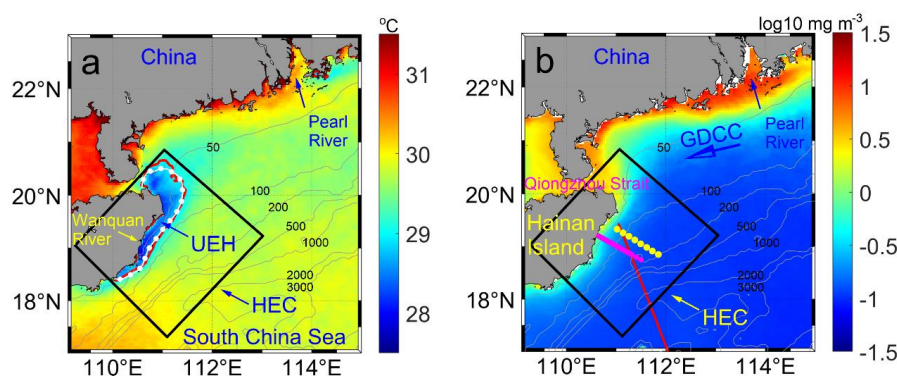 °C
log10 mg m⁻³
a
China
22°N
20°N
18°N
110°E
112°E
114°E
Pearl
River
50
100
200
500
1000
2000
3000
Wanquan
River
UEH
HEC
South China Sea
31
30
29
28
b
China
22°N
20°N
18°N
110°E
112°E
114°E
Pearl
River
GDCC
50
100
200
500
1000
2000
3000
Qiongzhou Strait
Hainan
Island
HEC
1.5
1
0.5
0
-0.5
-1
-1.5